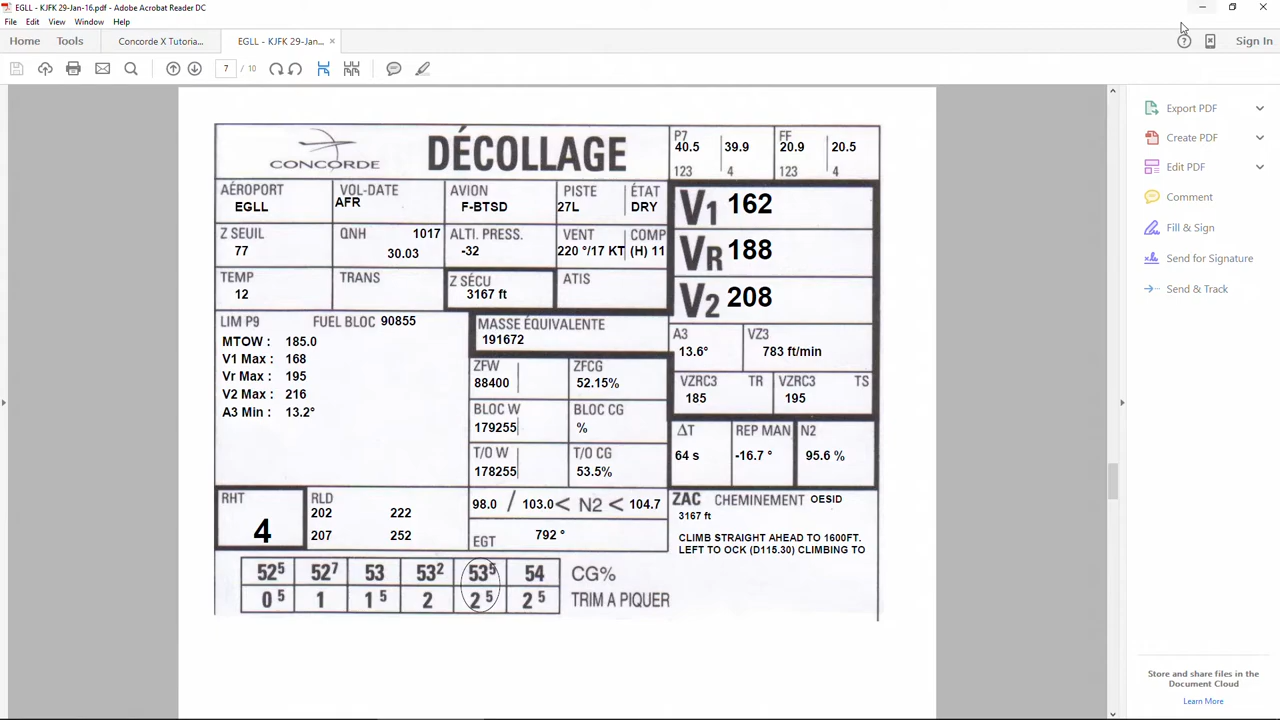 EGLL - KJFK 29-Jan-16.pdf - Adobe Acrobat Reader DC
File Edit View Window Help
Home Tools Concorde X Tutoria... EGLL - KJFK 29-Jan... × Sign In
7 / 10
Export PDF
Create PDF
Edit PDF
Comment
Fill & Sign
Send for Signature
Send & Track
Store and share files in the
Document Cloud
Learn More
CONCORDE
DÉCOLLAGE
P7
40.5 39.9
123 4
FF
20.9 20.5
123 4
AÉROPORT
EGLL
VOL-DATE
AFR
AVION
F-BTSD
PISTE
27L
ÉTAT
DRY
V1 162
Z SEUIL
77
QNH 1017
30.03
ALTI. PRESS.
-32
VENT
220 °/17 KT
COMP
(H) 11
VR 188
TEMP
12
TRANS
Z SÉCU
3167 ft
ATIS
V2 208
LIM P9 FUEL BLOC 90855
MTOW : 185.0
V1 Max : 168
Vr Max : 195
V2 Max : 216
A3 Min : 13.2°
MASSE ÉQUIVALENTE
191672
A3
13.6°
VZ3
783 ft/min
ZFW
88400
ZFCG
52.15%
VZRC3 TR
185
VZRC3 TS
195
BLOC W
179255
BLOC CG
%
T/O W
178255
T/O CG
53.5%
ΔT
64 s
REP MAN
-16.7 °
N2
95.6 %
RHT
4
RLD
202 222
207 252
98.0 / 103.0 < N2 < 104.7
EGT 792 °
ZAC CHEMINEMENT OESID
3167 ft
CLIMB STRAIGHT AHEAD TO 1600FT.
LEFT TO OCK (D115.30) CLIMBING TO
52⁵ 52⁷ 53 53² 53⁵ 54 CG%
0⁵ 1 1⁵ 2 2⁵ 2⁵ TRIM A PIQUER